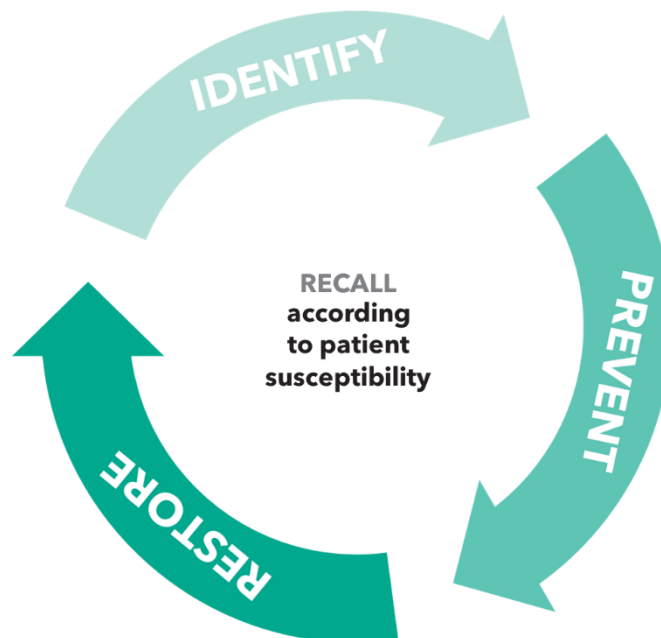 IDENTIFY
PREVENT
RESTORE
RECALL
according
to patient
susceptibility